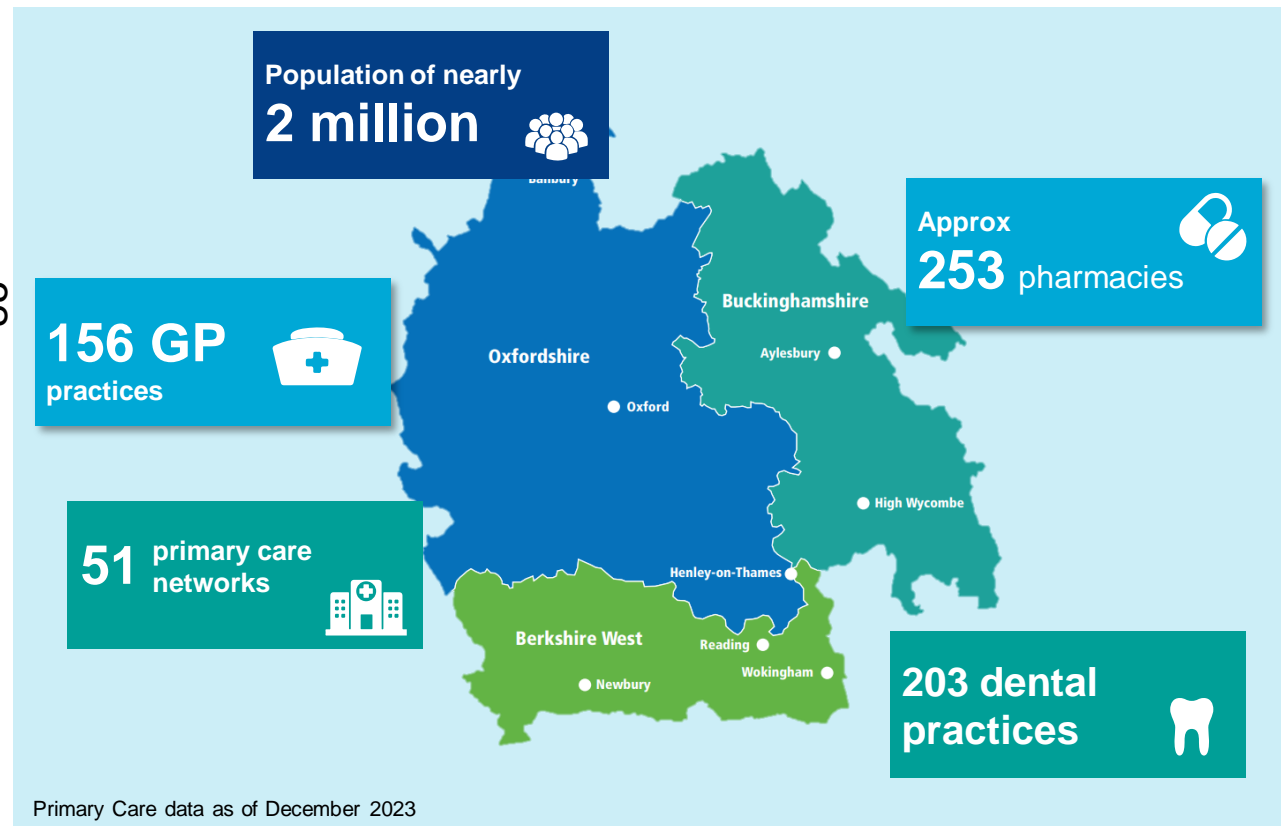 Population of nearly
2 million
Banbury
Approx
253 pharmacies
156 GP
practices
Buckinghamshire
Aylesbury
Oxfordshire
Oxford
51 primary care
networks
High Wycombe
Henley-on-Thames
Berkshire West
Reading
Wokingham
Newbury
203 dental
practices
Primary Care data as of December 2023